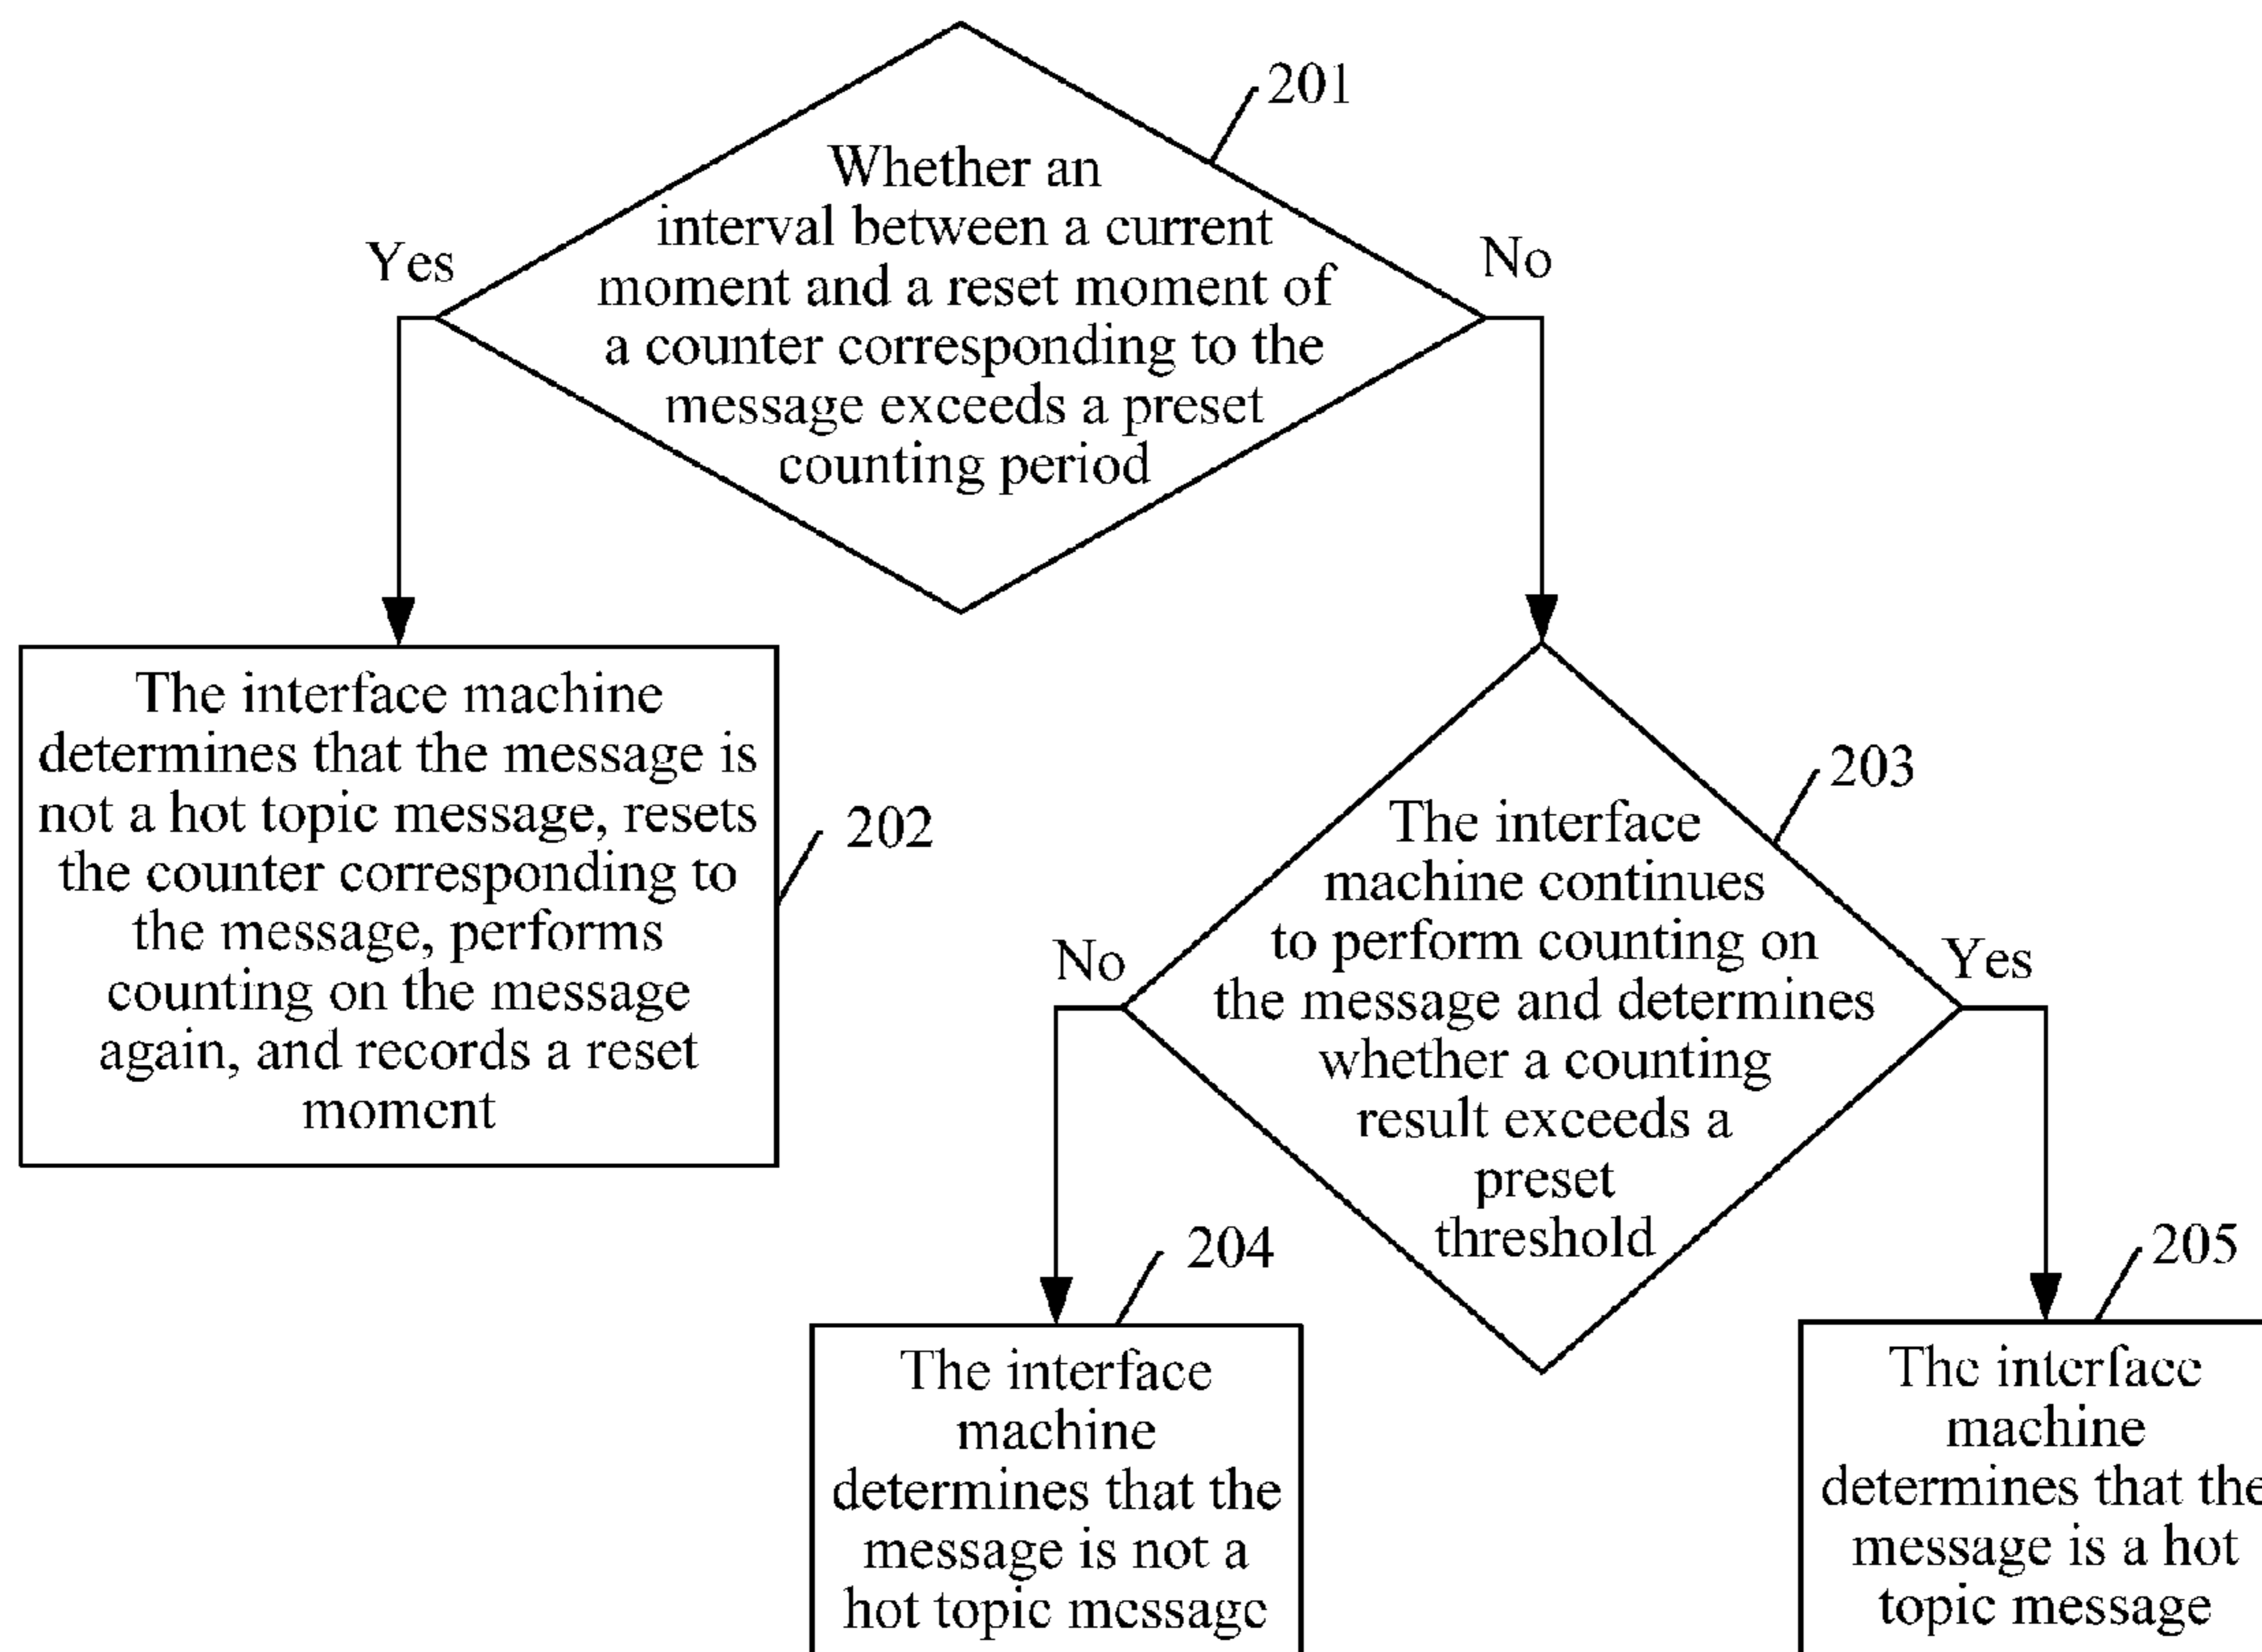 201
Whether an
interval between a current
moment and a reset moment of
a counter corresponding to the
message exceeds a preset
counting period
Yes
No
The interface machine
determines that the message is
not a hot topic message, resets
the counter corresponding to
the message, performs
counting on the message
again, and records a reset
moment
202
203
The interface
machine continues
to perform counting on
the message and determines
whether a counting
result exceeds a
preset
threshold
No
Yes
204
The interface
machine
determines that the
message is not a
hot topic message
205
The interface
machine
determines that the
message is a hot
topic message